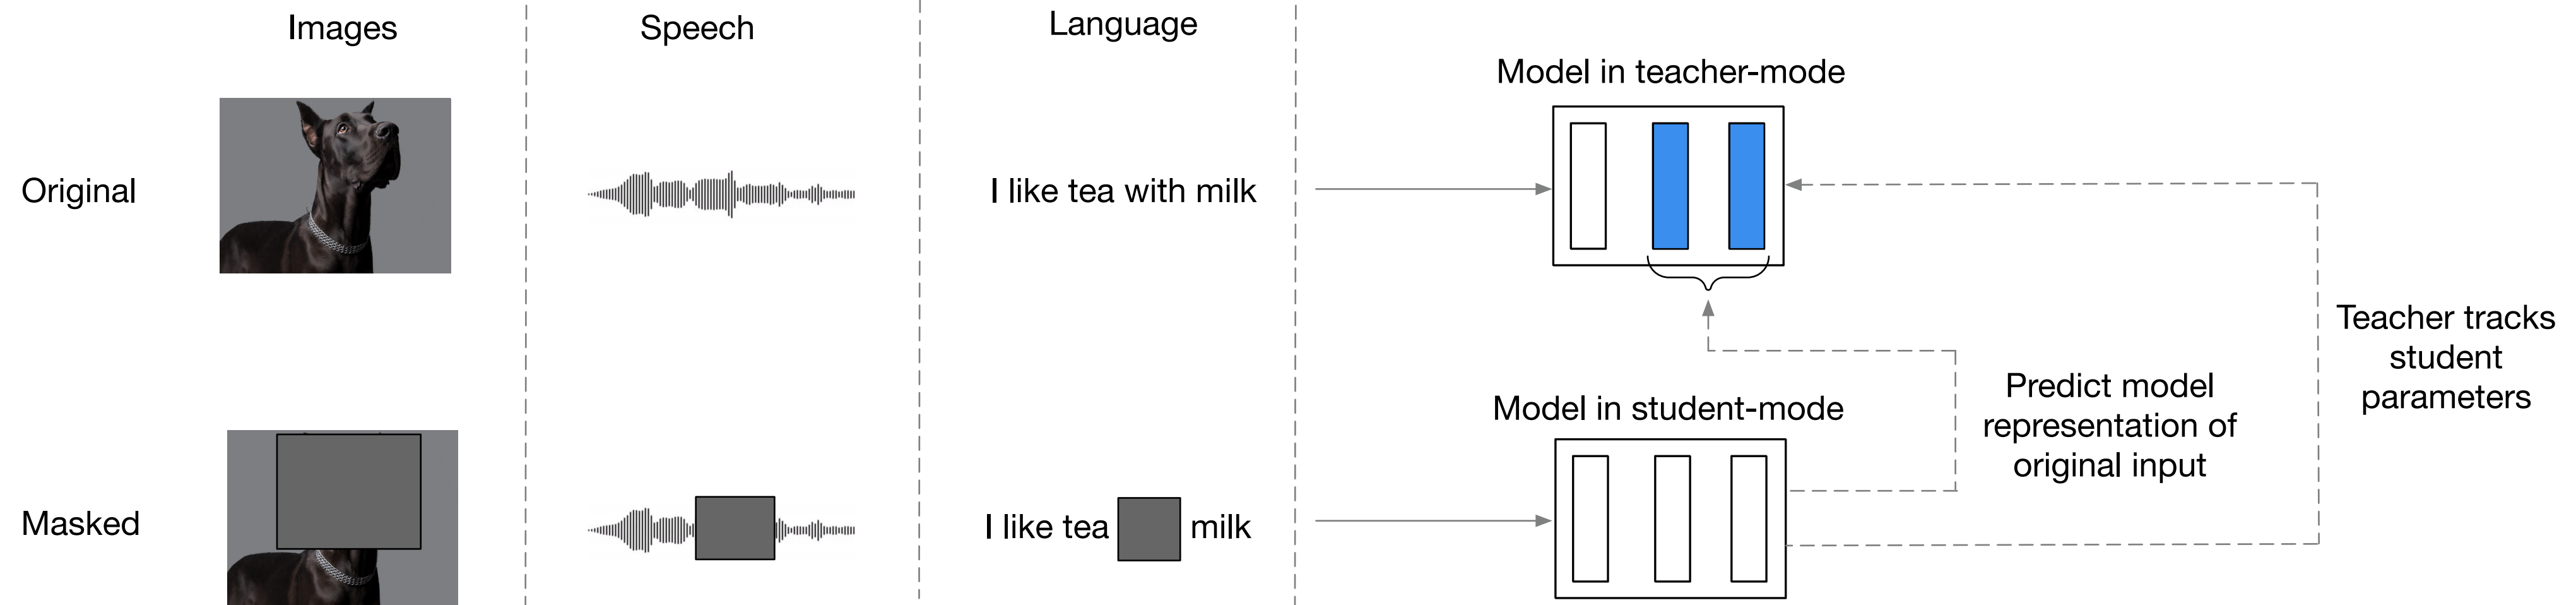 Images
Speech
Language
Model in teacher-mode
Original
I like tea with milk
Teacher tracks
student
parameters
Predict model
representation of
original input
Model in student-mode
Masked
I like tea milk